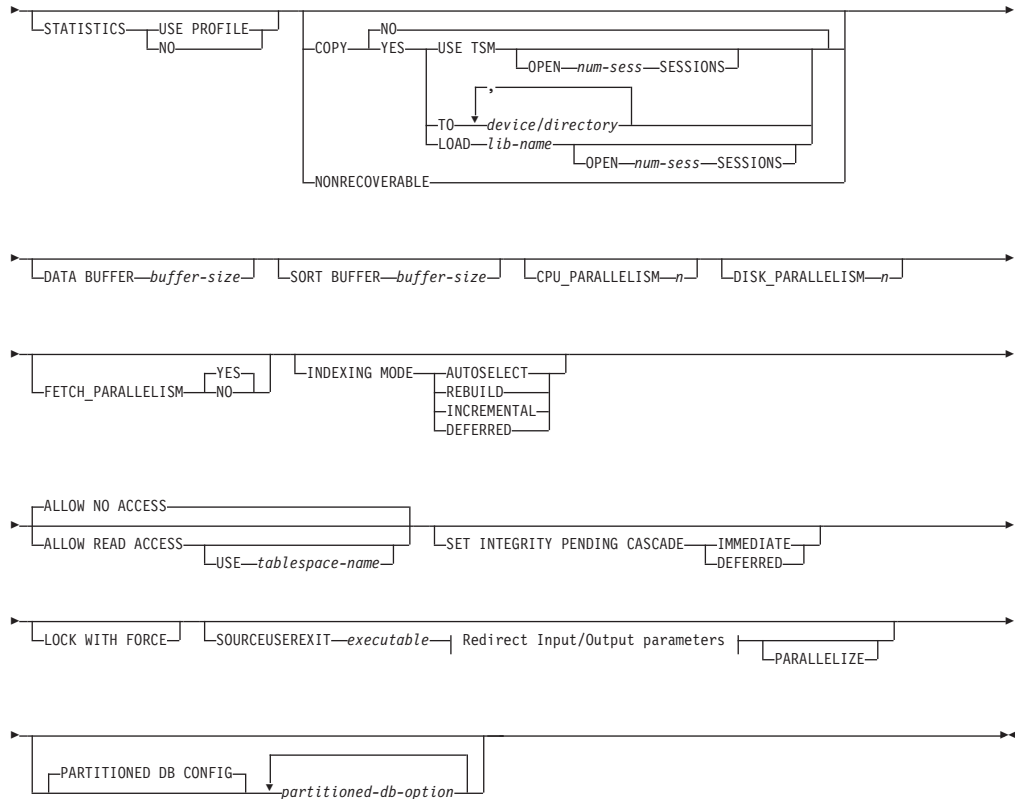 STATISTICS USE PROFILE
NO
COPY NO
YES USE TSM
OPEN num-sess SESSIONS
,
TO device/directory
LOAD lib-name
OPEN num-sess SESSIONS
NONRECOVERABLE
DATA BUFFER buffer-size SORT BUFFER buffer-size CPU_PARALLELISM n DISK_PARALLELISM n
FETCH_PARALLELISM YES
NO
INDEXING MODE AUTOSELECT
REBUILD
INCREMENTAL
DEFERRED
ALLOW NO ACCESS
ALLOW READ ACCESS
USE tablespace-name
SET INTEGRITY PENDING CASCADE IMMEDIATE
DEFERRED
LOCK WITH FORCE SOURCEUSEREXIT executable Redirect Input/Output parameters
PARALLELIZE
PARTITIONED DB CONFIG
partitioned-db-option